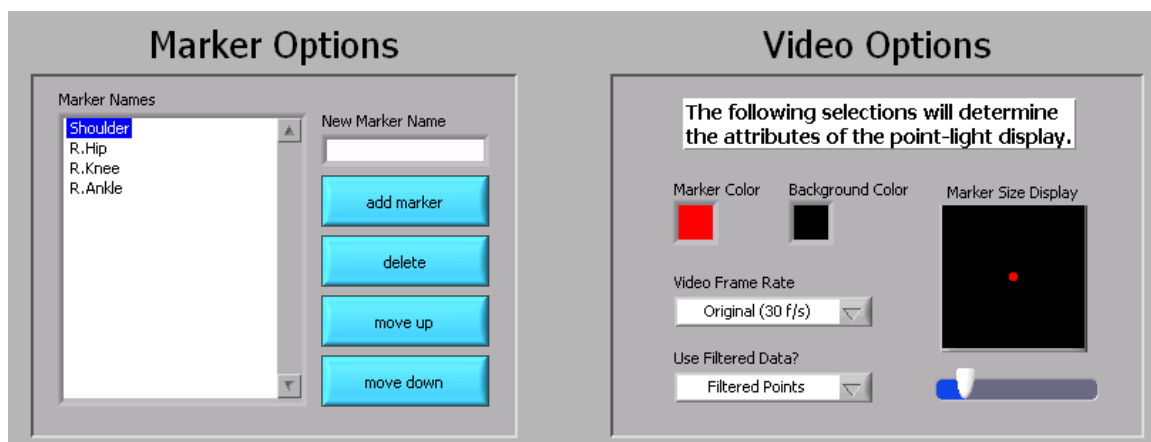 Marker Options
Marker Names
Shoulder
R.Hip
R.Knee
R.Ankle
New Marker Name
add marker
delete
move up
move down
Video Options
The following selections will determine
the attributes of the point-light display.
Marker Color
Background Color
Marker Size Display
Video Frame Rate
Original (30 f/s)
Use Filtered Data?
Filtered Points